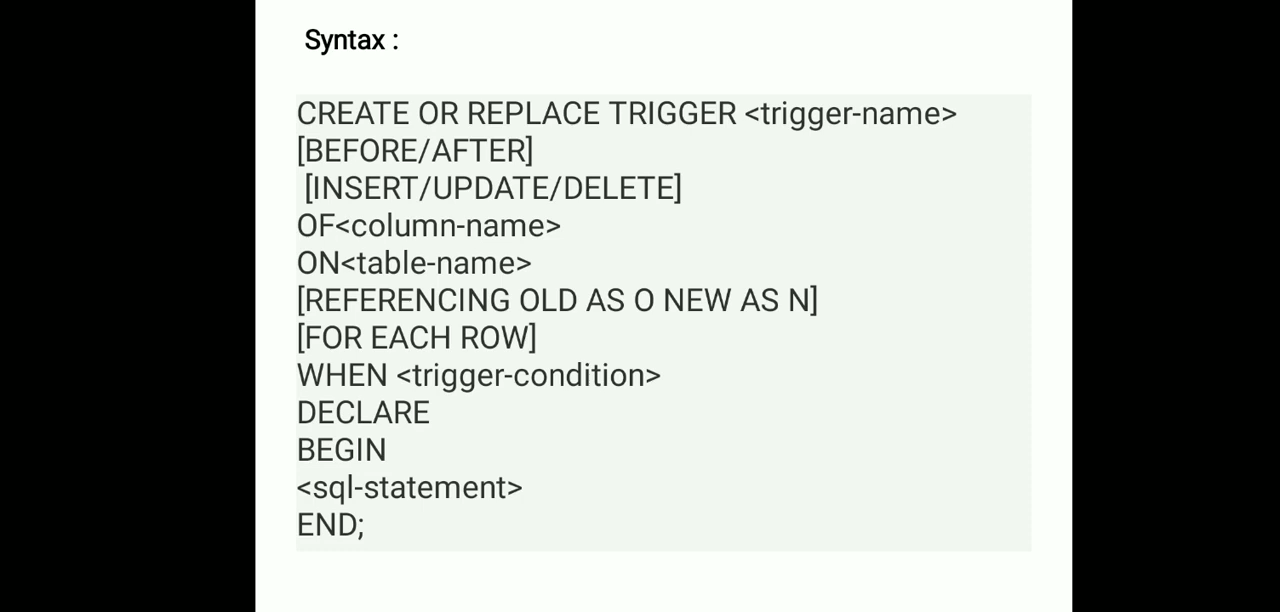 Syntax :
CREATE OR REPLACE TRIGGER <trigger-name>
[BEFORE/AFTER]
[INSERT/UPDATE/DELETE]
OF<column-name>
ON<table-name>
[REFERENCING OLD AS O NEW AS N]
[FOR EACH ROW]
WHEN <trigger-condition>
DECLARE
BEGIN
<sql-statement>
END;